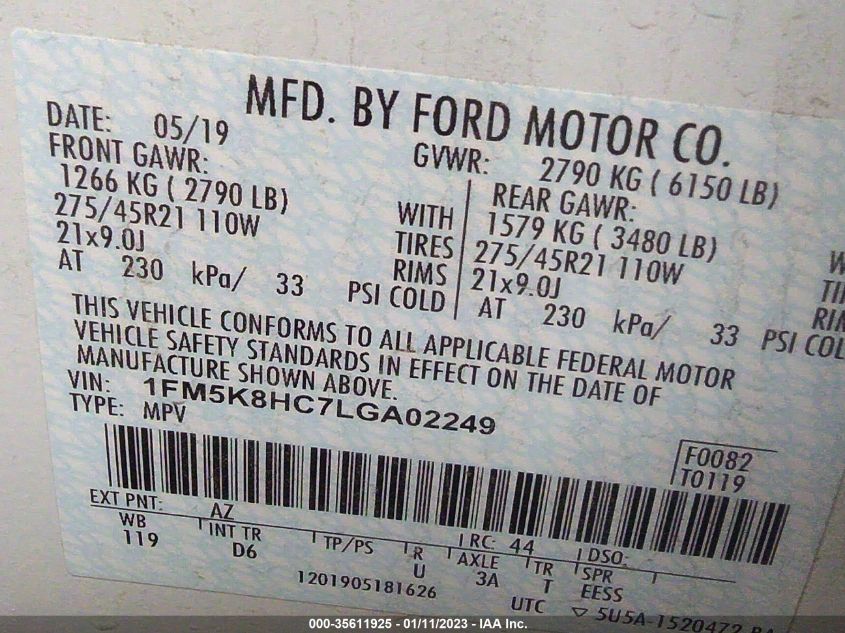 MFD. BY FORD MOTOR CO.
DATE: 05/19
GVWR: 2790 KG ( 6150 LB)
FRONT GAWR:
1266 KG ( 2790 LB)
275/45R21 110W
21x9.0J
AT 230 kPa/ 33 PSI COLD
WITH
TIRES
RIMS
REAR GAWR:
1579 KG ( 3480 LB)
275/45R21 110W
21x9.0J
AT 230 kPa/ 33 PSI COL
THIS VEHICLE CONFORMS TO ALL APPLICABLE FEDERAL MOTOR
VEHICLE SAFETY STANDARDS IN EFFECT ON THE DATE OF
MANUFACTURE SHOWN ABOVE.
VIN: 1FM5K8HC7LGA02249
TYPE: MPV
F0082
T0119
EXT PNT: AZ RC: 44 DSO:
WB INT TR TP/PS R AXLE TR SPR
119 D6 U 3A T EESS
1201905181626
UTC ▽ 5U5A-1520472
000-35611925 - 01/11/2023 - IAA Inc.